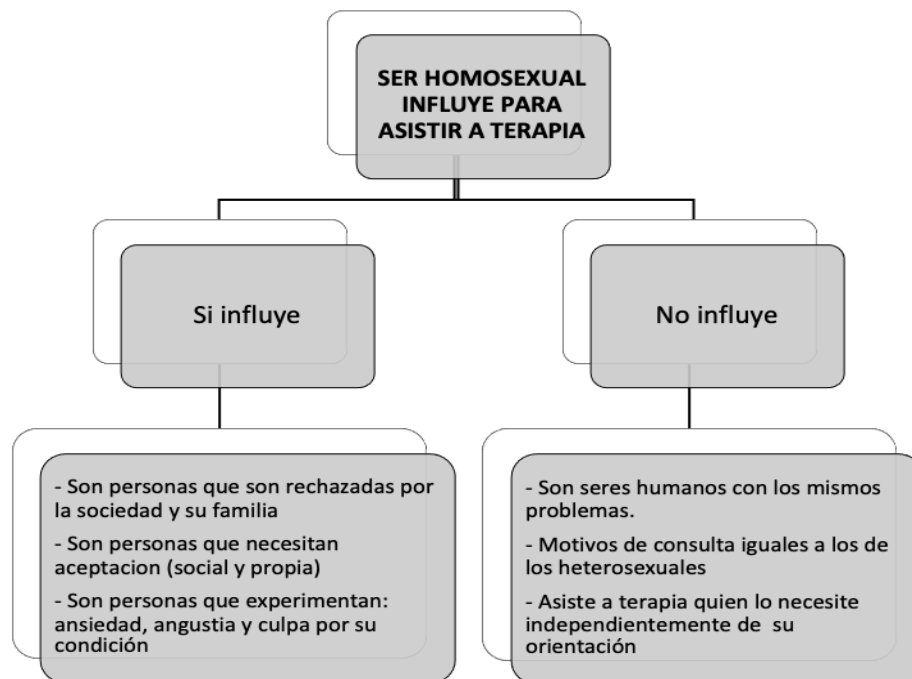 SER HOMOSEXUAL
INFLUYE PARA
ASISTIR A TERAPIA
Si influye
No influye
- Son personas que son rechazadas por
la sociedad y su familia
- Son personas que necesitan
aceptacion (social y propia)
- Son personas que experimentan:
ansiedad, angustia y culpa por su
condición
- Son seres humanos con los mismos
problemas.
- Motivos de consulta iguales a los de
los heterosexuales
- Asiste a terapia quien lo necesite
independientemente de su
orientación